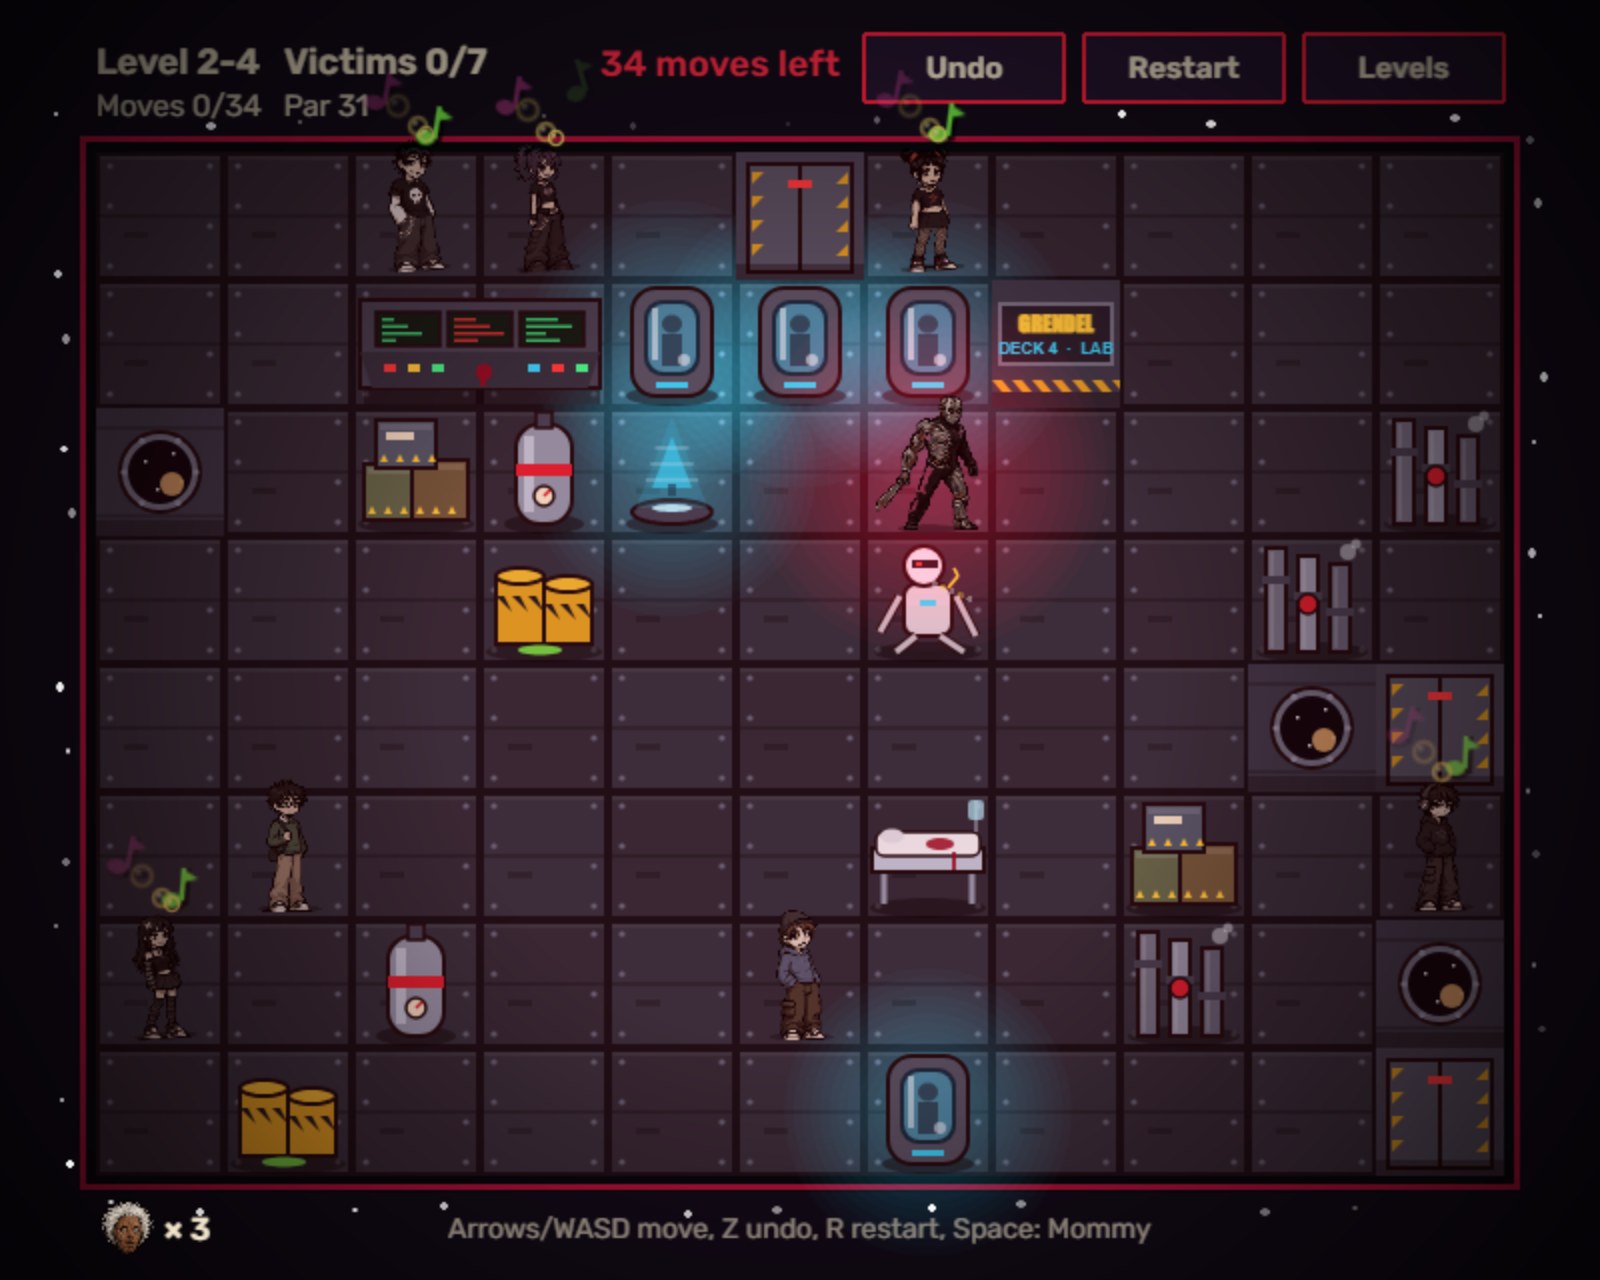 Level 2-4 Victims 0/7
34 moves left
Undo
Restart
Levels
Moves 0/34 Par 31
GRENDEL
DECK 4 · LAB
× 3
Arrows/WASD move, Z undo, R restart, Space: Mommy